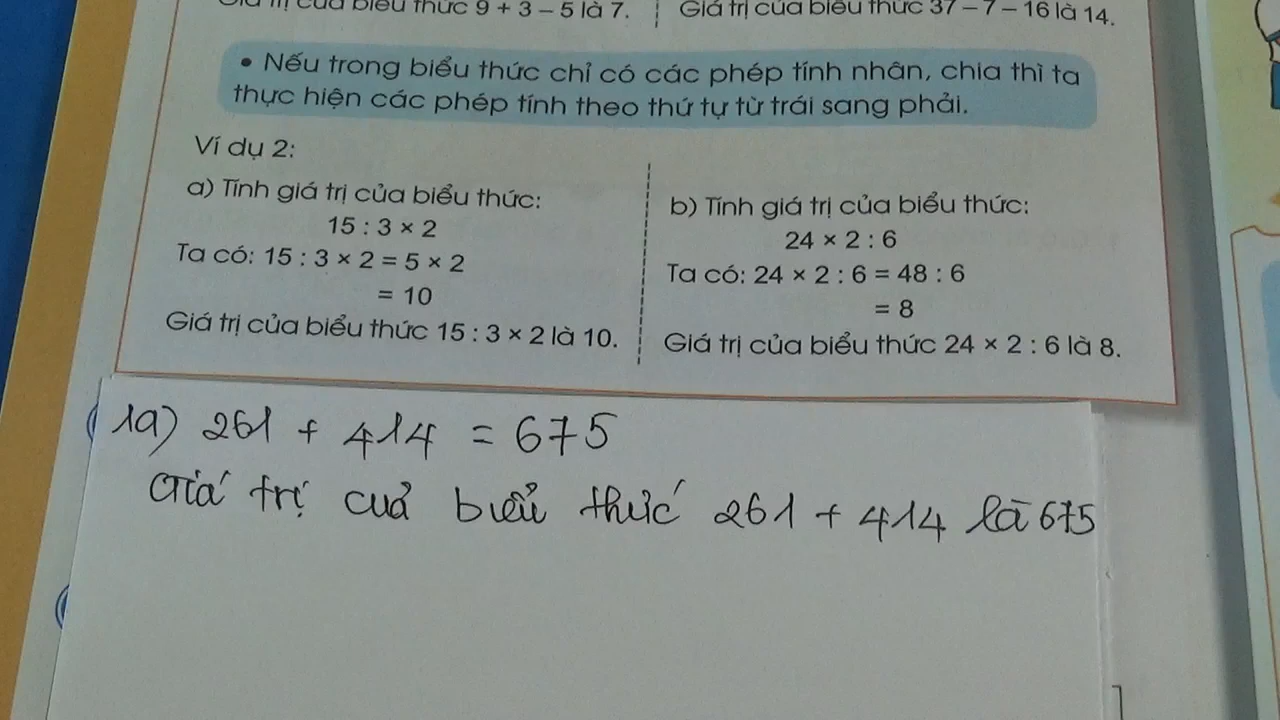 Giá trị của biểu thức 9 + 3 – 5 là 7.
Giá trị của biểu thức 37 – 7 – 16 là 14.
• Nếu trong biểu thức chỉ có các phép tính nhân, chia thì ta
thực hiện các phép tính theo thứ tự từ trái sang phải.
Ví dụ 2:
a) Tính giá trị của biểu thức:
15 : 3 × 2
Ta có: 15 : 3 × 2 = 5 × 2
= 10
Giá trị của biểu thức 15 : 3 × 2 là 10.
b) Tính giá trị của biểu thức:
24 × 2 : 6
Ta có: 24 × 2 : 6 = 48 : 6
= 8
Giá trị của biểu thức 24 × 2 : 6 là 8.
1a) 261 + 414 = 675
Giá trị cuả biểu thức 261 + 414 là 675